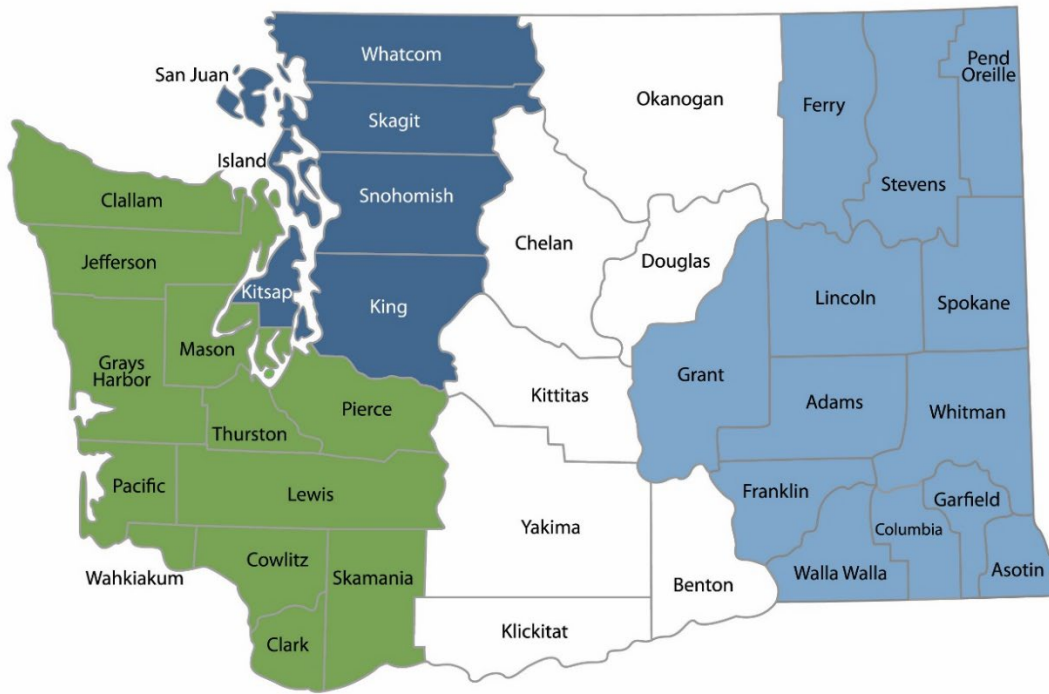 Whatcom
San Juan
Skagit
Okanogan
Ferry
Pend
Oreille
Island
Stevens
Clallam
Snohomish
Chelan
Jefferson
Douglas
Kitsap
King
Lincoln
Spokane
Mason
Grays
Harbor
Grant
Kittitas
Adams
Whitman
Pierce
Thurston
Pacific
Lewis
Franklin
Garfield
Yakima
Columbia
Cowlitz
Skamania
Wahkiakum
Benton
Walla Walla
Asotin
Klickitat
Clark